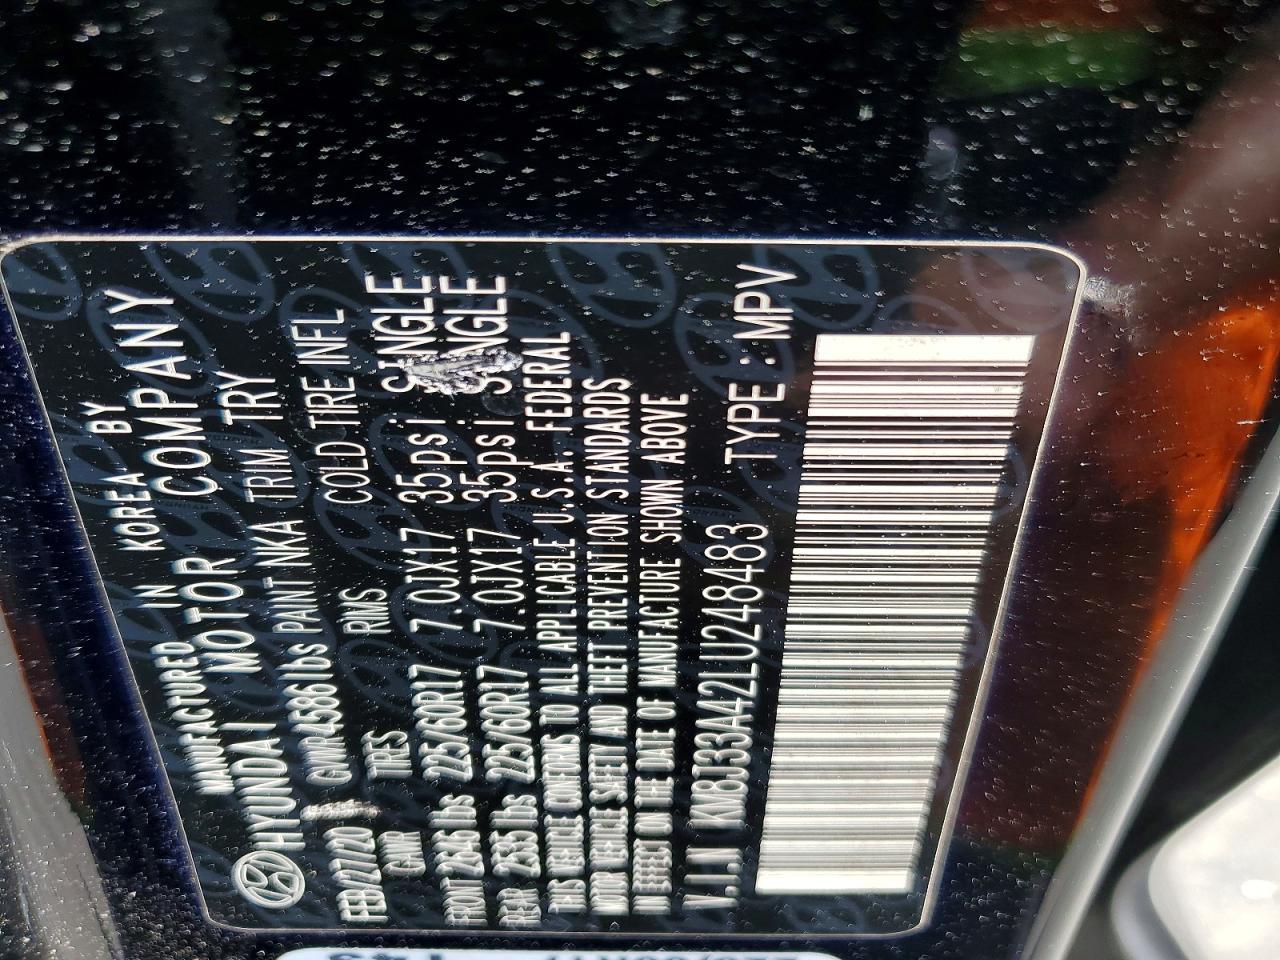 MANUFACTURED IN KOREA BY
HYUNDAI MOTOR COMPANY
FEB/27/20 GVWR 4586 lbs PAINT NKA TRIM TRY
GAWR TIRES RIMS COLD TIRE INFL
FRONT 2646 lbs 225/60R17 7.0JX17 35psi SINGLE
REAR 2535 lbs 225/60R17 7.0JX17 35psi SINGLE
THIS VEHICLE CONFORMS TO ALL APPLICABLE U.S.A. FEDERAL
MOTOR VEHICLE SAFETY AND THEFT PREVENTION STANDARDS
IN EFFECT ON THE DATE OF MANUFACTURE SHOWN ABOVE
V.I.N KM8J33A42LU248483 TYPE : MPV